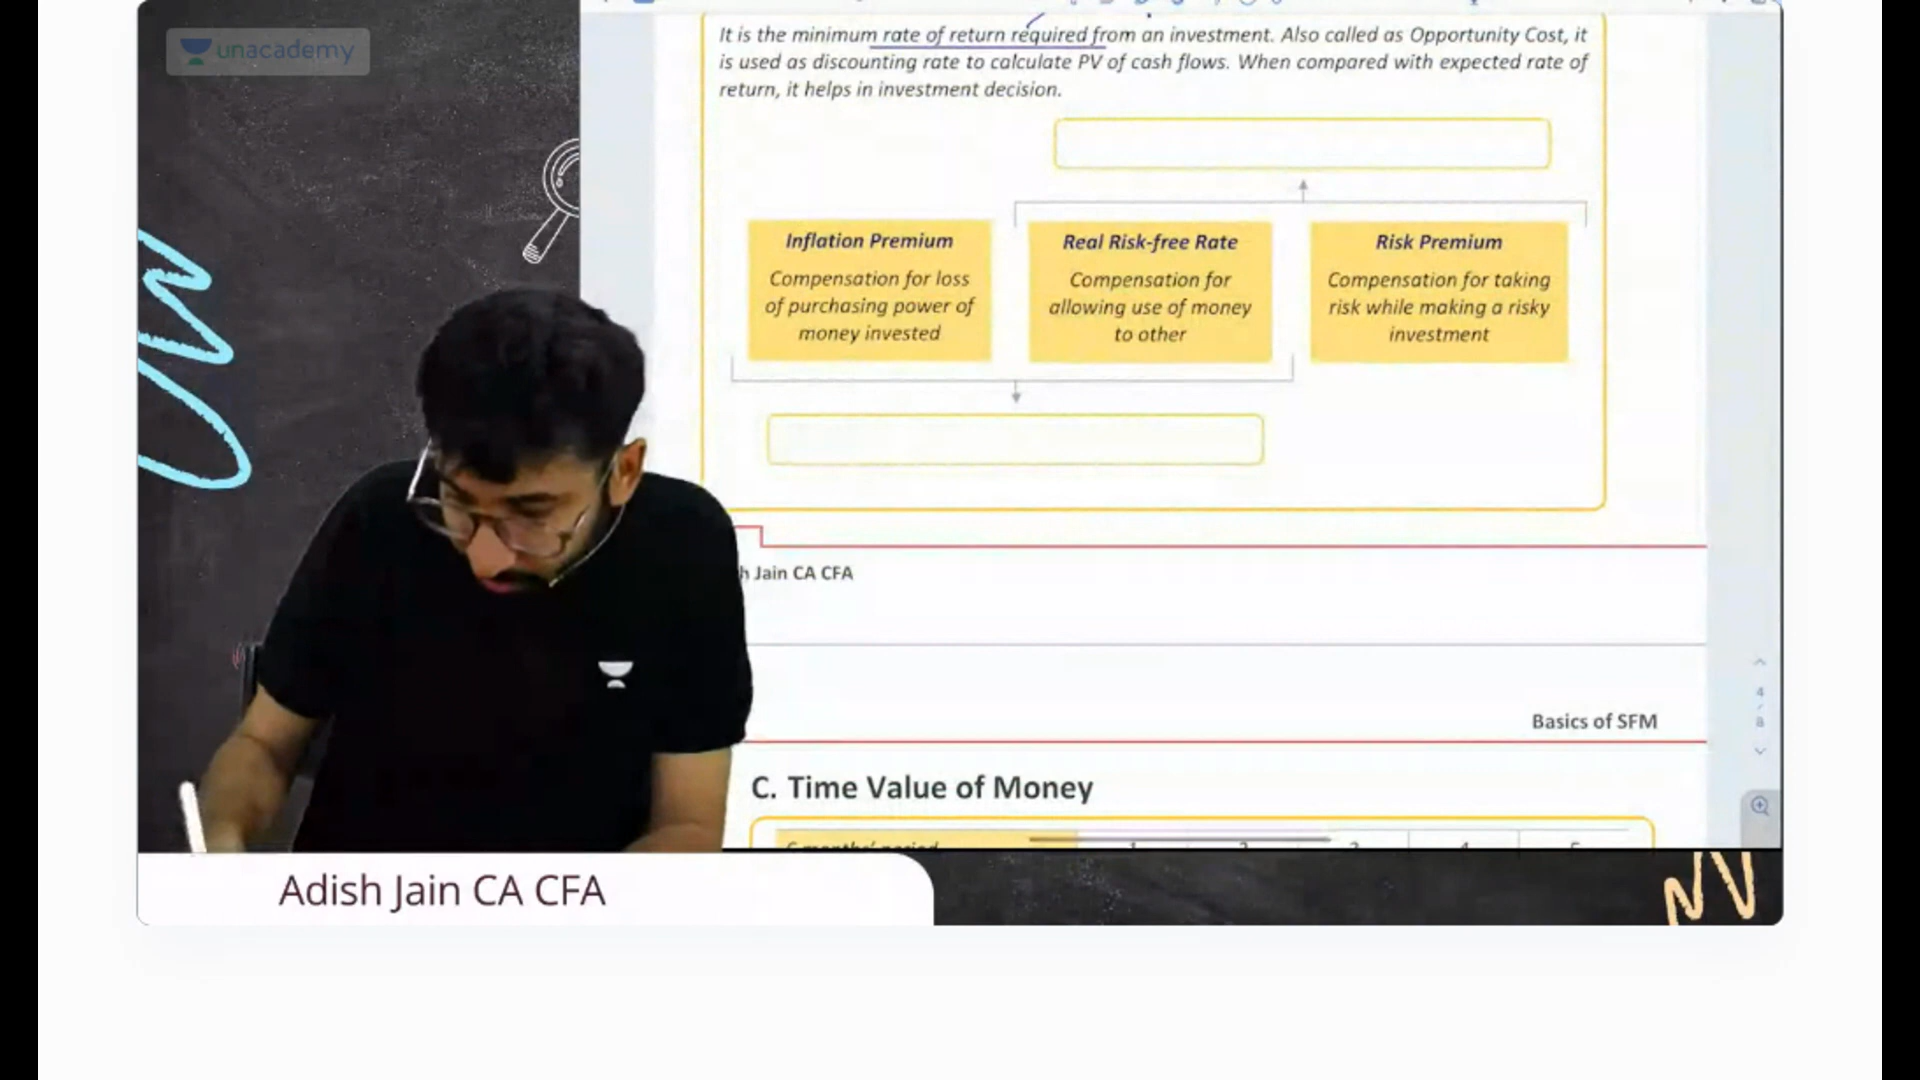 unacademy
It is the minimum rate of return required from an investment. Also called as Opportunity Cost, it
is used as discounting rate to calculate PV of cash flows. When compared with expected rate of
return, it helps in investment decision.
Inflation Premium
Compensation for loss
of purchasing power of
money invested
Real Risk-free Rate
Compensation for
allowing use of money
to other
Risk Premium
Compensation for taking
risk while making a risky
investment
h Jain CA CFA
4
8
Basics of SFM
C. Time Value of Money
Adish Jain CA CFA